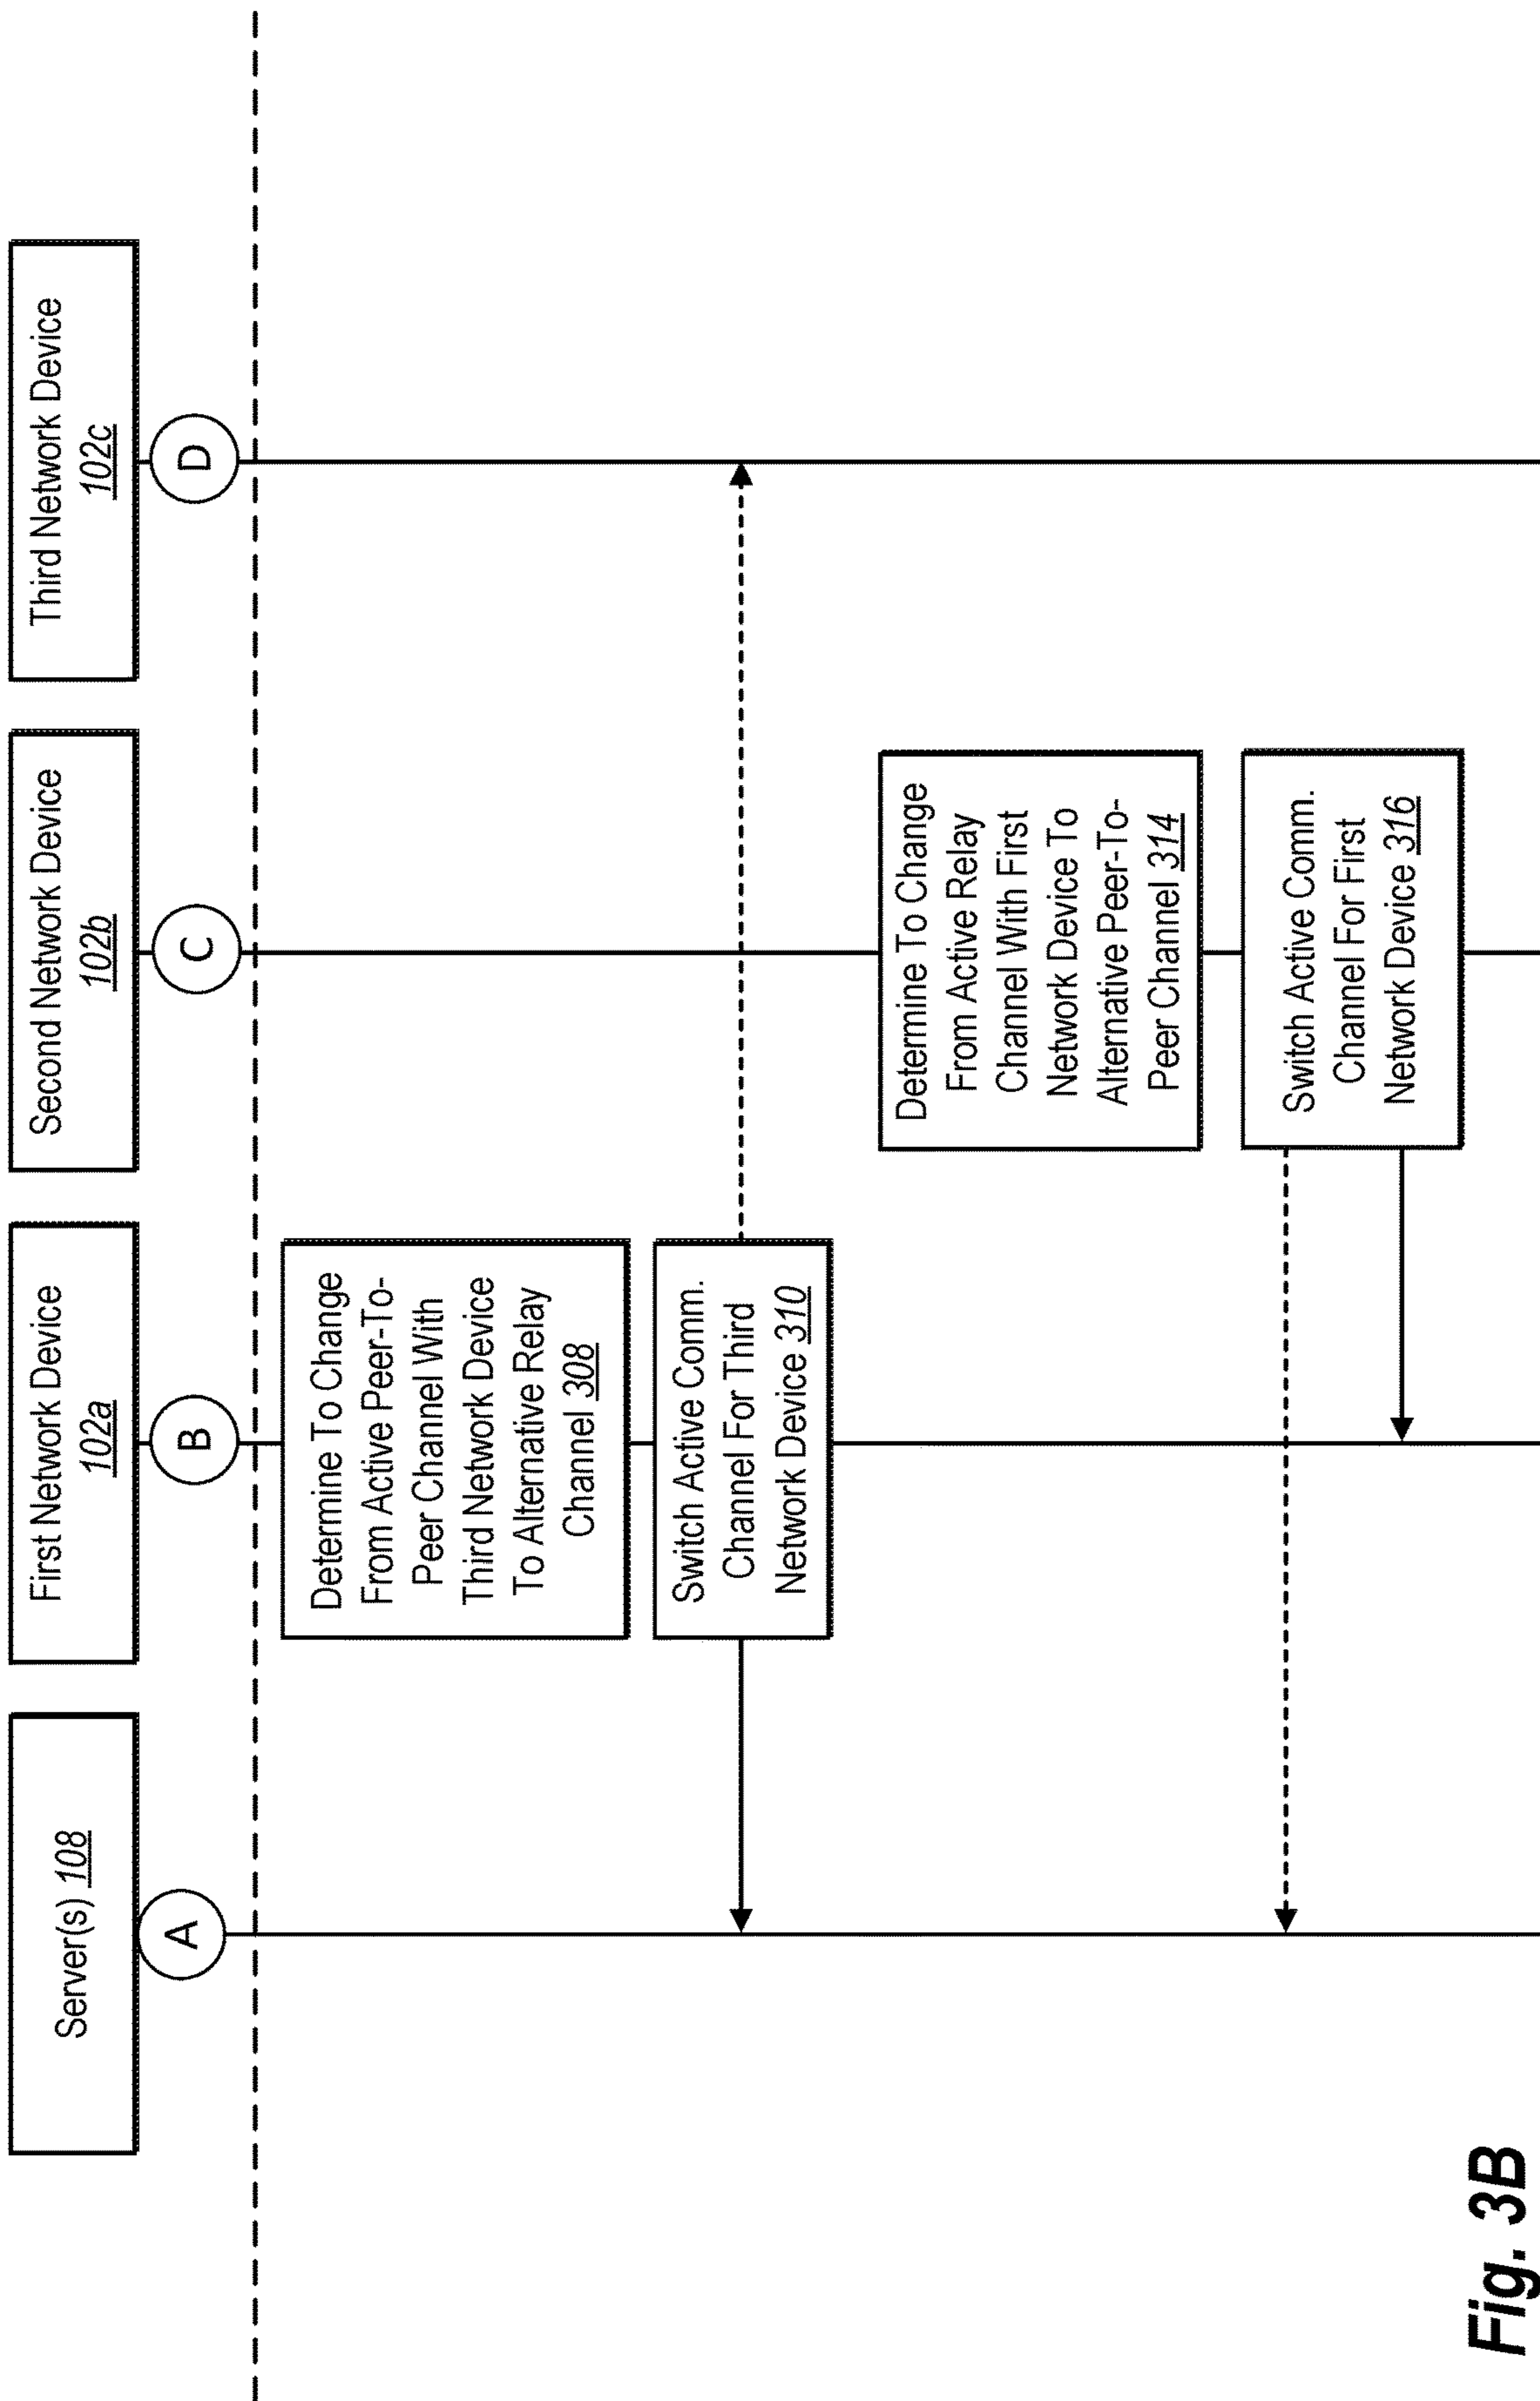 Server(s) 108
First Network Device
102a
Second Network Device
102b
Third Network Device
102c
A
B
C
D
Determine To Change
From Active Peer-To-
Peer Channel With
Third Network Device
To Alternative Relay
Channel 308
Switch Active Comm.
Channel For Third
Network Device 310
Determine To Change
From Active Relay
Channel With First
Network Device To
Alternative Peer-To-
Peer Channel 314
Switch Active Comm.
Channel For First
Network Device 316
Fig. 3B